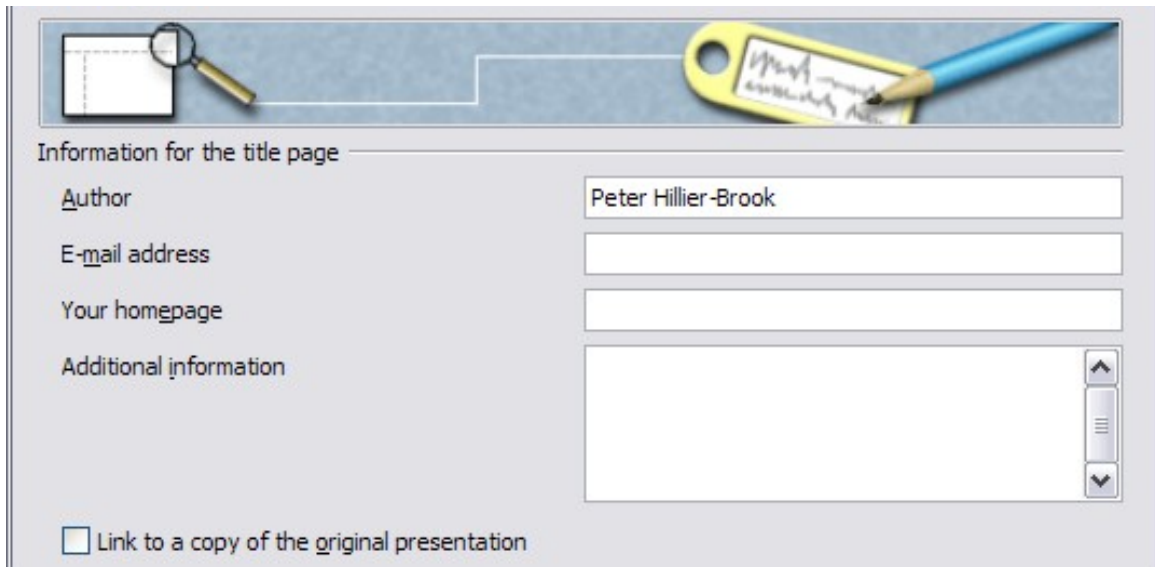 Information for the title page
Author
Peter Hillier-Brook
E-mail address
Your homepage
Additional information
Link to a copy of the original presentation